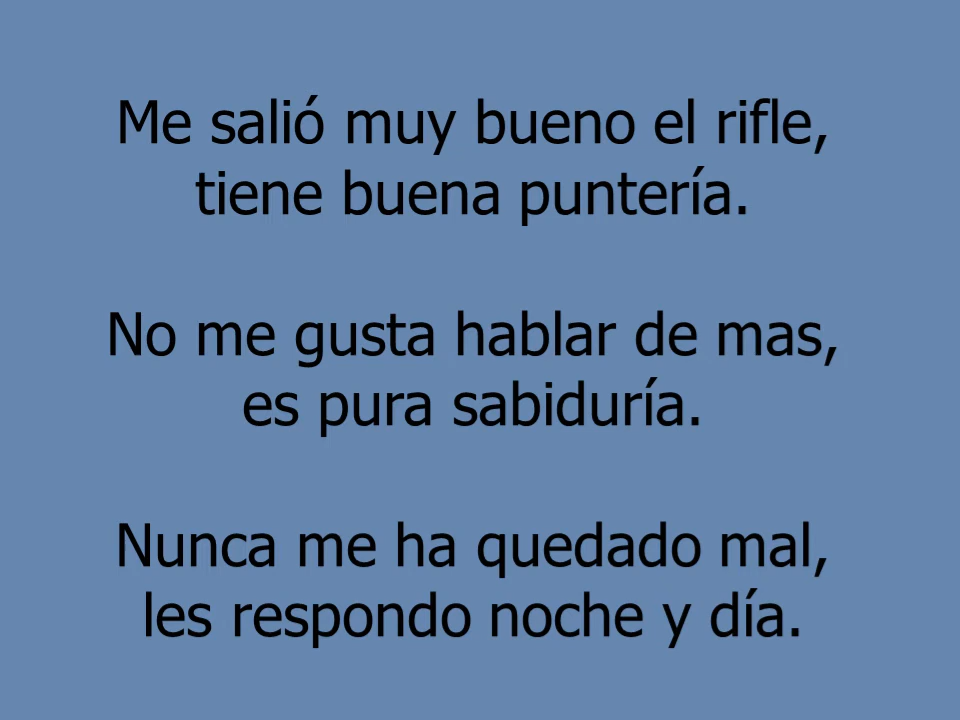 Me salió muy bueno el rifle,
tiene buena puntería.
No me gusta hablar de mas,
es pura sabiduría.
Nunca me ha quedado mal,
les respondo noche y día.